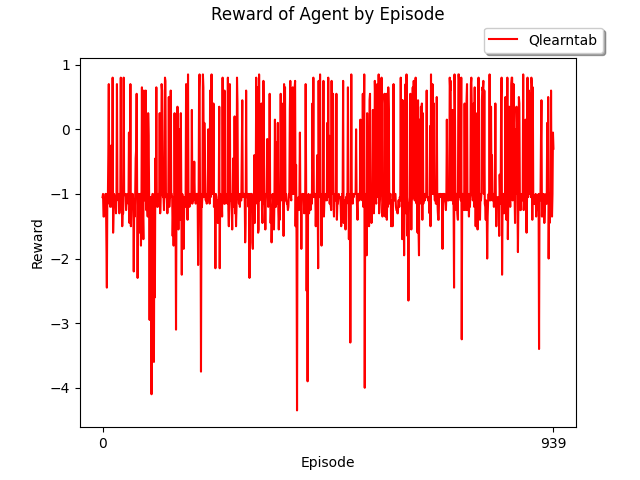 Reward of Agent by Episode
Qlearntab
1
0
−1
−2
−3
−4
Reward
0
939
Episode